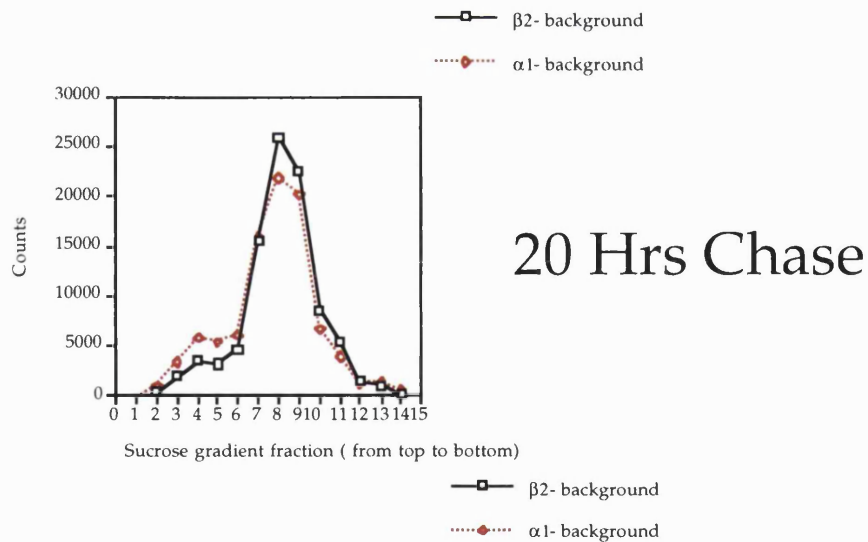 β2- background
α1- background
30000
25000
20000
15000
10000
5000
0
Counts
0 1 2 3 4 5 6 7 8 9 10 11 12 13 14 15
Sucrose gradient fraction ( from top to bottom)
20 Hrs Chase
β2- background
α1- background